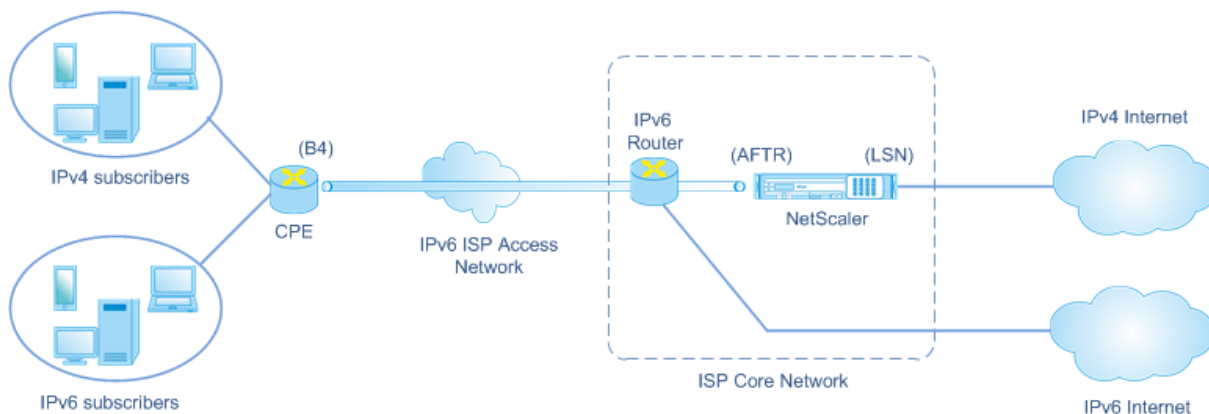 IPv4 subscribers
IPv6 subscribers
(B4)
CPE
IPv6 ISP Access
Network
IPv6
Router
(AFTR)
(LSN)
NetScaler
ISP Core Network
IPv4 Internet
IPv6 Internet